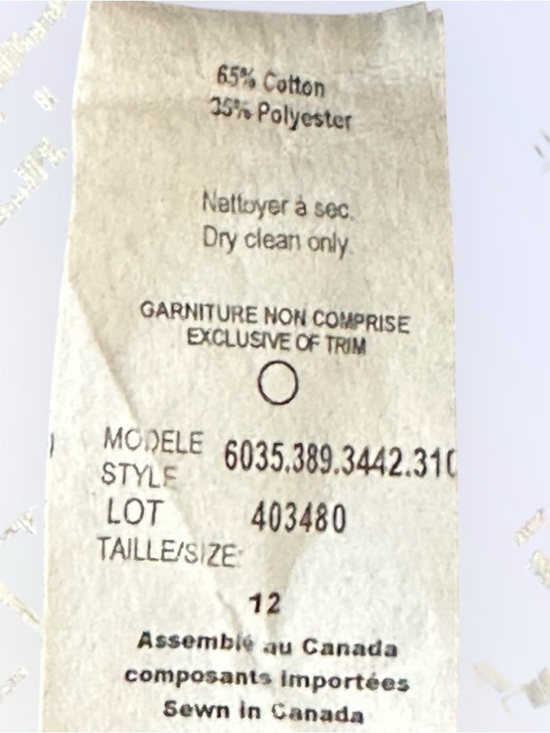 65% Cotton
35% Polyester
Nettoyer à sec.
Dry clean only.
GARNITURE NON COMPRISE
EXCLUSIVE OF TRIM
MODELE
STYLE
6035.389.3442.310
LOT 403480
TAILLE/SIZE:
12
Assemblé au Canada
composants importées
Sewn in Canada